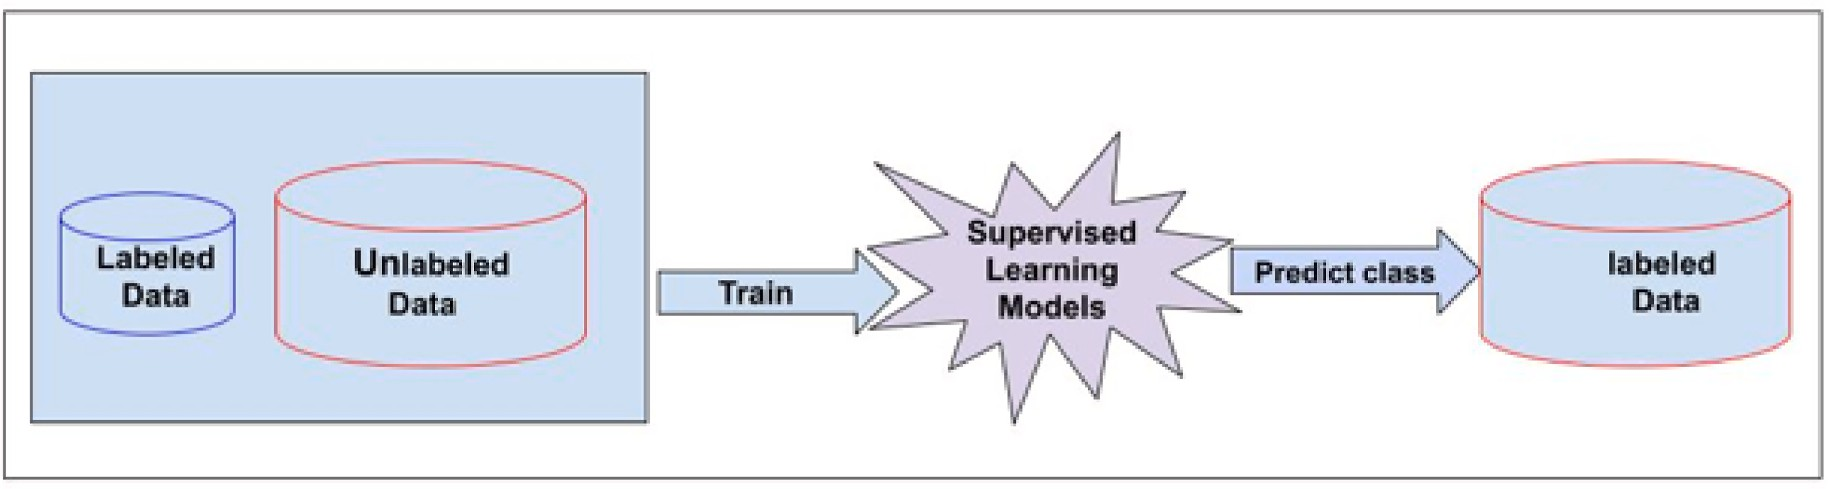 Labeled
Data
Unlabeled
Data
Train
Supervised
Learning
Models
Predict class
labeled
Data